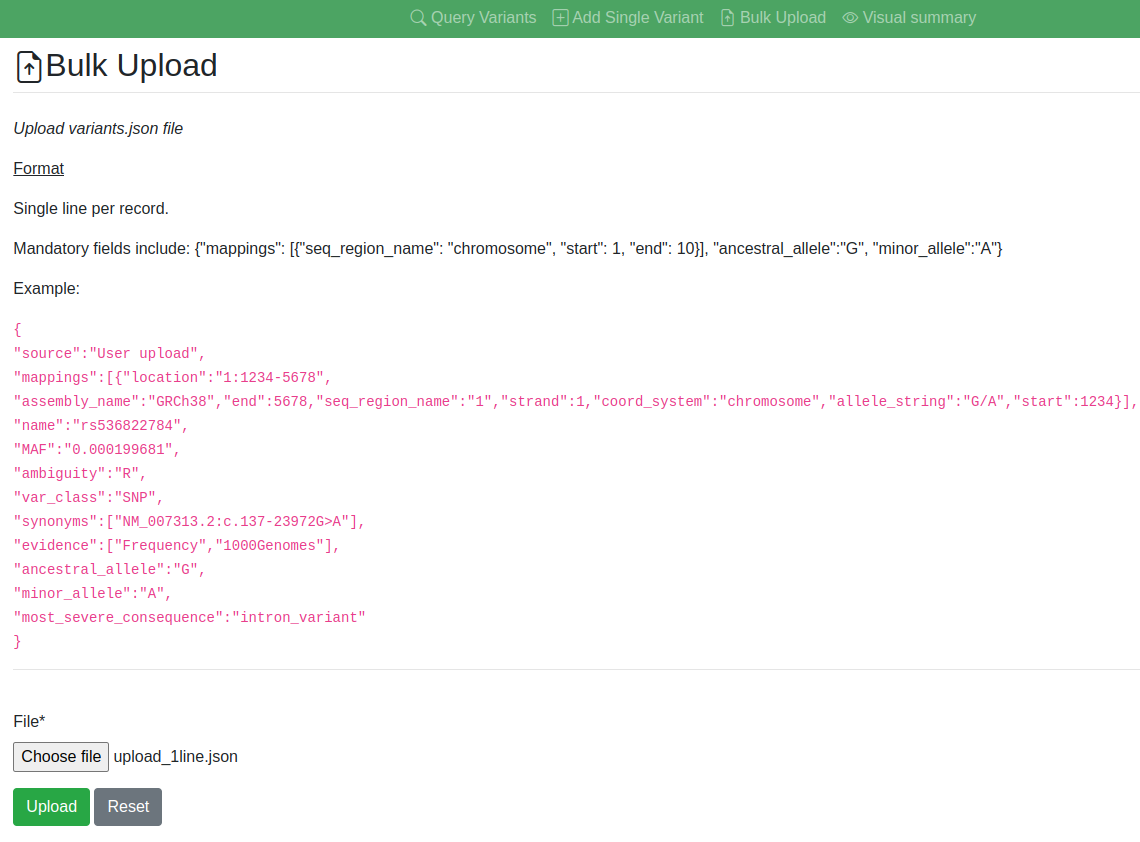 Query Variants Add Single Variant Bulk Upload Visual summary
Bulk Upload
Upload variants.json file
Format
Single line per record.
Mandatory fields include: {"mappings": [{"seq_region_name": "chromosome", "start": 1, "end": 10}], "ancestral_allele":"G", "minor_allele":"A"}
Example:
{
"source":"User upload",
"mappings":[{"location":"1:1234-5678",
"assembly_name":"GRCh38","end":5678,"seq_region_name":"1","strand":1,"coord_system":"chromosome","allele_string":"G/A","start":1234}],
"name":"rs536822784",
"MAF":"0.000199681",
"ambiguity":"R",
"var_class":"SNP",
"synonyms":["NM_007313.2:c.137-23972G>A"],
"evidence":["Frequency","1000Genomes"],
"ancestral_allele":"G",
"minor_allele":"A",
"most_severe_consequence":"intron_variant"
}
File*
Choose file upload_1line.json
Upload Reset